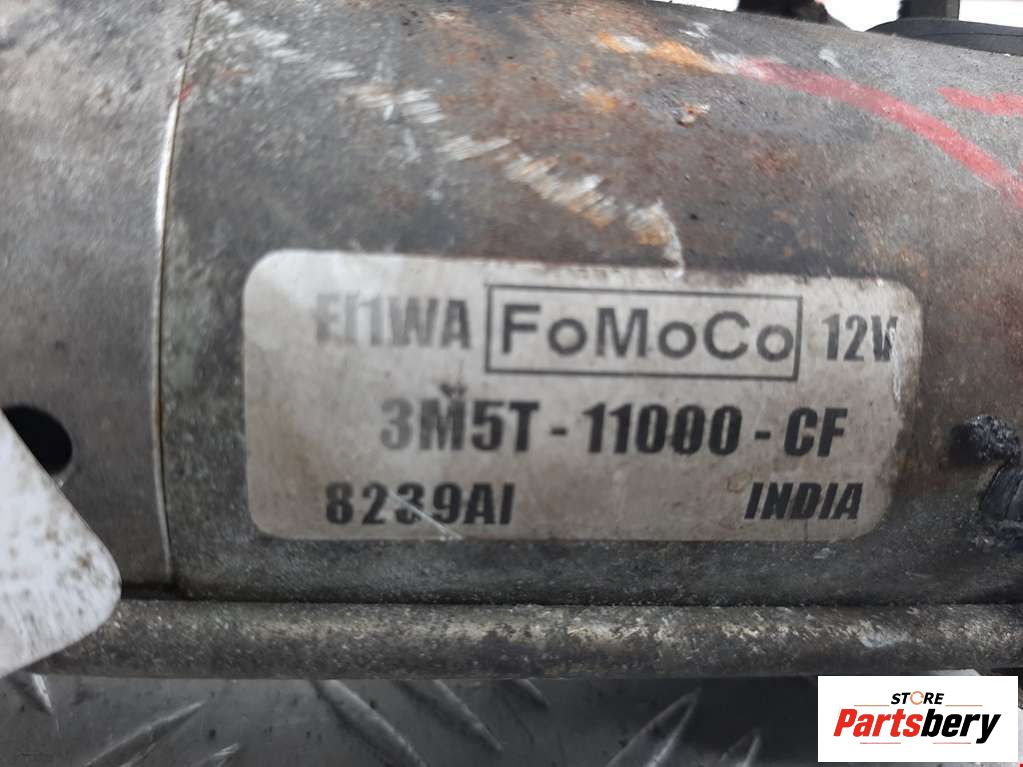 FoMoCo 12V
3M5T-11000-CF
8239AI INDIA
STORE
Partsbery